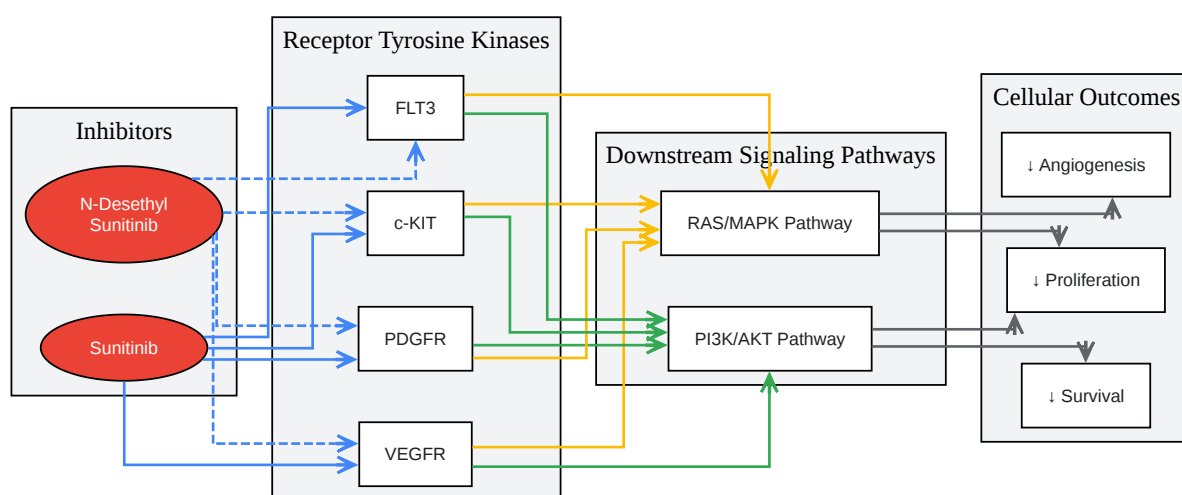 Inhibitors
N-Desethyl
Sunitinib
Sunitinib
Receptor Tyrosine Kinases
FLT3
c-KIT
PDGFR
VEGFR
Downstream Signaling Pathways
RAS/MAPK Pathway
PI3K/AKT Pathway
Cellular Outcomes
↓ Angiogenesis
↓ Proliferation
↓ Survival